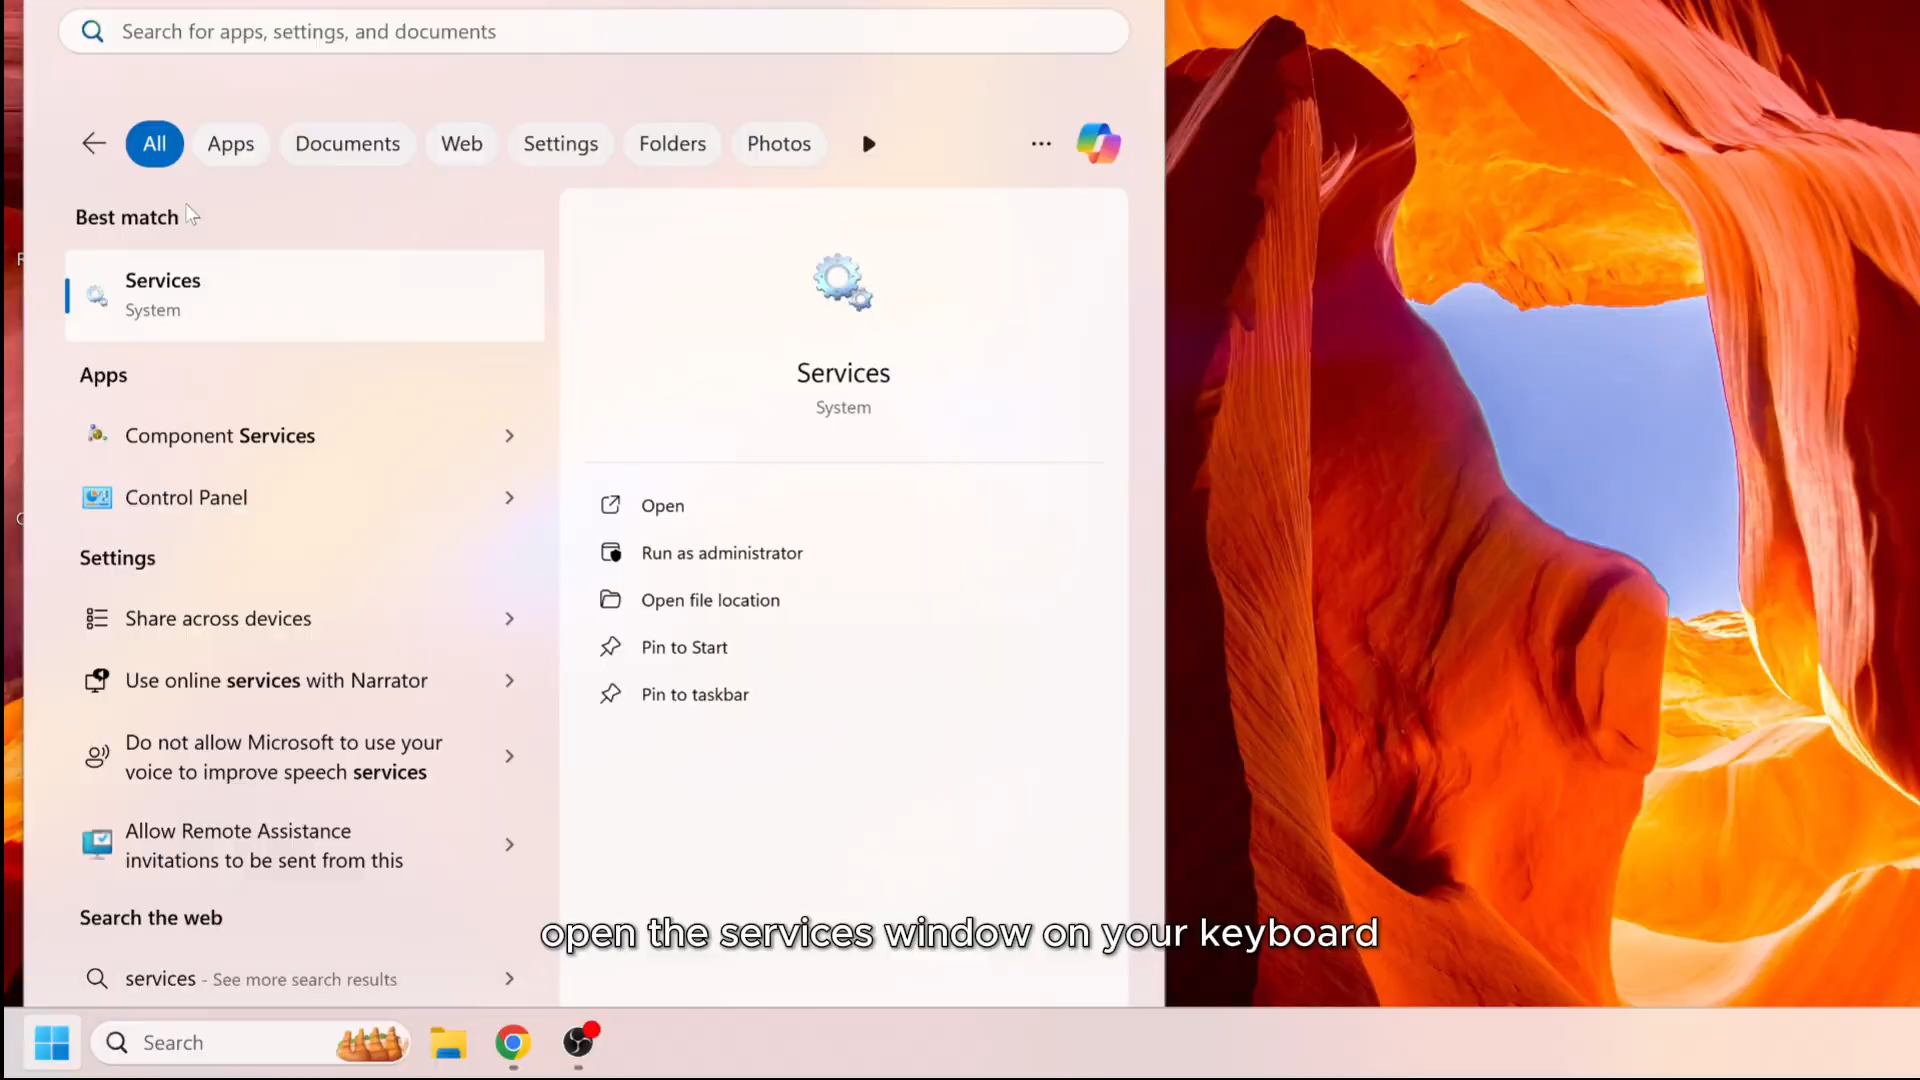 Search for apps, settings, and documents
All
Apps
Documents
Web
Settings
Folders
Photos
Best match
Services
System
Apps
Component Services
Control Panel
Settings
Share across devices
Use online services with Narrator
Do not allow Microsoft to use your
voice to improve speech services
Allow Remote Assistance
invitations to be sent from this
Search the web
services - See more search results
Services
System
Open
Run as administrator
Open file location
Pin to Start
Pin to taskbar
open the services window on your keyboard
Search